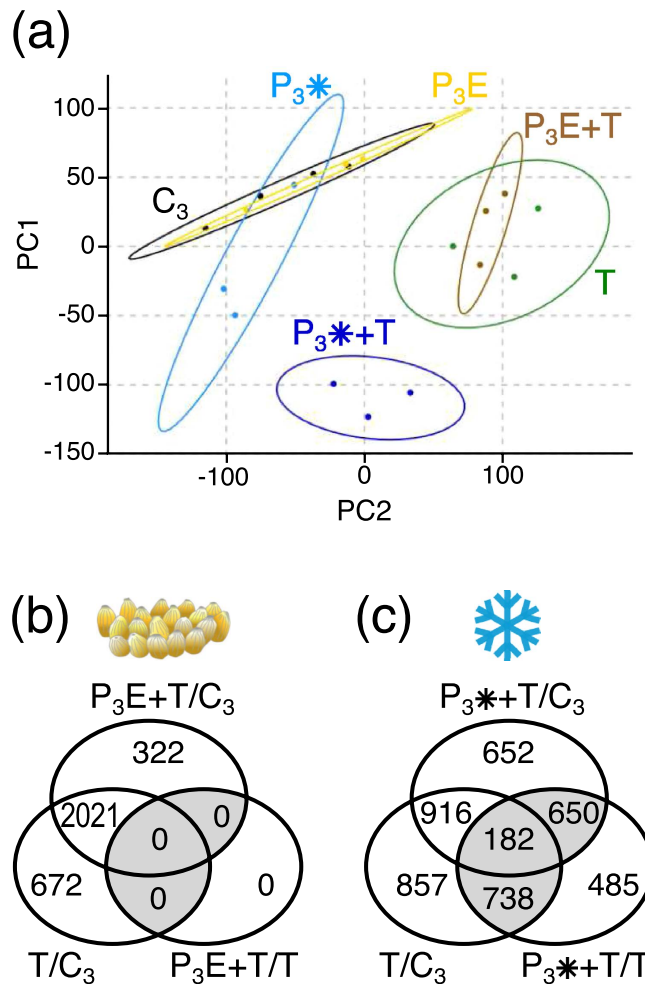 (a)
P₃✱ P₃E
P₃E+T
C₃
T
P₃✱+T
100
50
0
-50
-100
-150
PC1
-100 0 100
PC2
(b) (c)
P₃E+T/C₃ P₃✱+T/C₃
322 652
2021 0 916 650
0 182
672 0 0 857 738 485
T/C₃ P₃E+T/T T/C₃ P₃✱+T/T